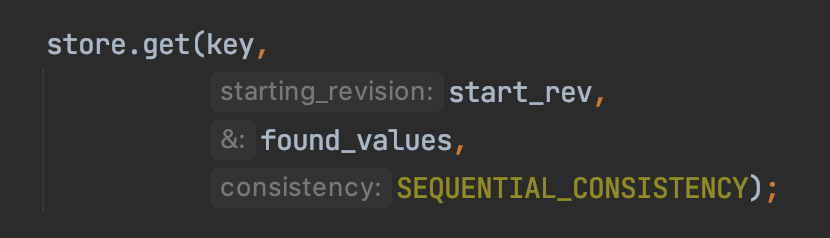 store.get(key,
starting_revision: start_rev,
&: found_values,
consistency: SEQUENTIAL_CONSISTENCY);